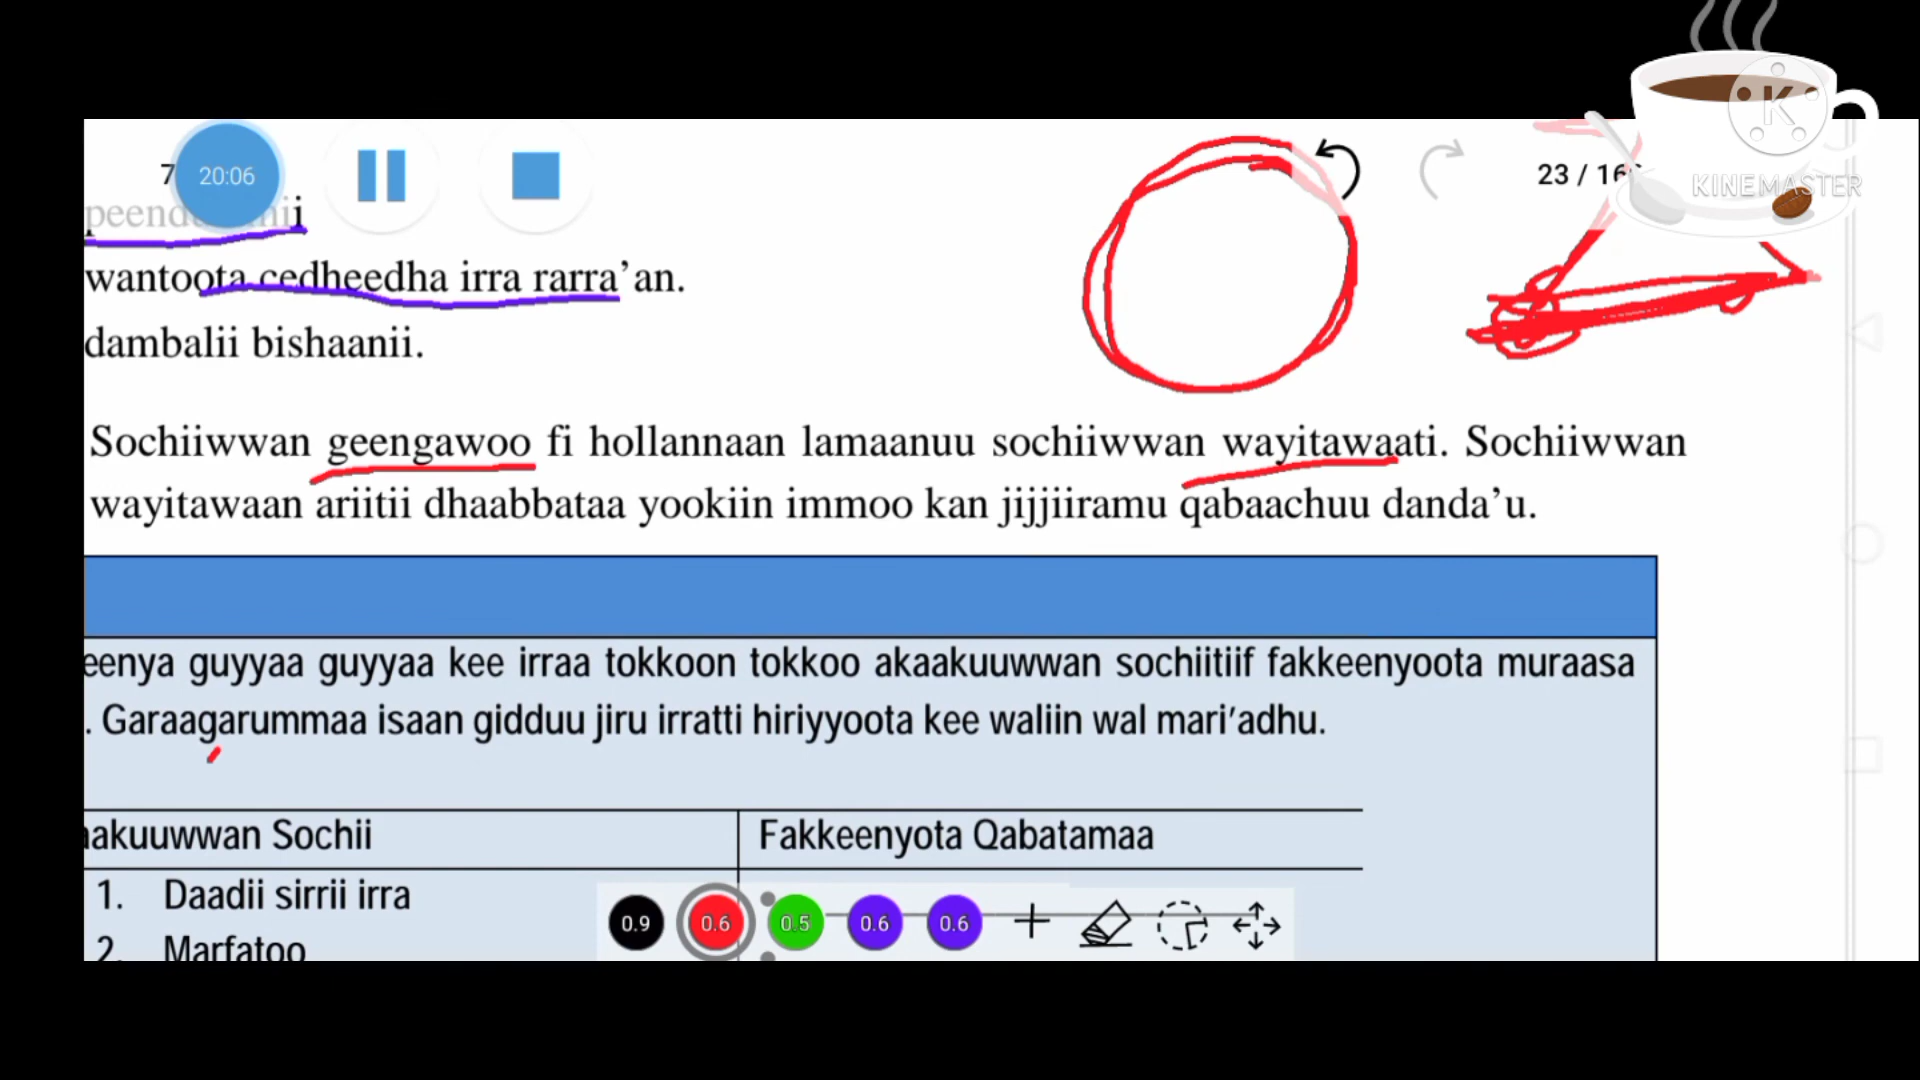 20:06
7
23 / 16
KINEMASTER
wantoota cedheedha irra rarra’an.
dambalii bishaanii.
Sochiiwwan geengawoo fi hollannaan lamaanuu sochiiwwan wayitawaati. Sochiiwwan
wayitawaan ariitii dhaabbataa yookiin immoo kan jijjiiramu qabaachuu danda’u.
eenya guyyaa guyyaa kee irraa tokkoon tokkoo akaakuuwwan sochiitiif fakkeenyoota muraasa
. Garaagarummaa isaan gidduu jiru irratti hiriyyoota kee waliin wal mari’adhu.
aakuuwwan Sochii Fakkeenyota Qabatamaa
1. Daadii sirrii irra
2. Marfatoo
0.9 0.6 0.5 0.6 0.6